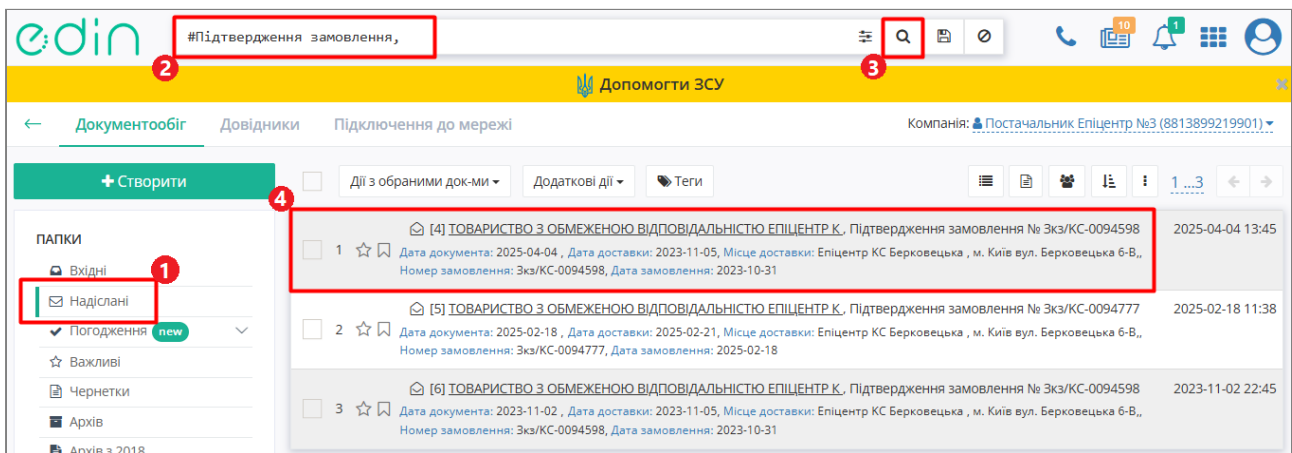 edin
#Підтвердження замовлення,
10
1
2
3
Допомогти ЗСУ
Документообіг
Довідники
Підключення до мережі
Компанія: Постачальник Епіцентр №3 (8813899219901)
+ Створити
Дії з обраними док-ми
Додаткові дії
Теги
1 ...3
4
ПАПКИ
Вхідні
1
Надіслані
Погодження new
Важливі
Чернетки
Архів
Архів з 2018
[4] ТОВАРИСТВО З ОБМЕЖЕНОЮ ВІДПОВІДАЛЬНІСТЮ ЕПІЦЕНТР К , Підтвердження замовлення № Зкз/КС-0094598
2025-04-04 13:45
1
Дата документа: 2025-04-04 , Дата доставки: 2023-11-05, Місце доставки: Епіцентр КС Берковецька , м. Київ вул. Берковецька 6-В,,
Номер замовлення: Зкз/КС-0094598, Дата замовлення: 2023-10-31
[5] ТОВАРИСТВО З ОБМЕЖЕНОЮ ВІДПОВІДАЛЬНІСТЮ ЕПІЦЕНТР К , Підтвердження замовлення № Зкз/КС-0094777
2025-02-18 11:38
2
Дата документа: 2025-02-18 , Дата доставки: 2025-02-21, Місце доставки: Епіцентр КС Берковецька , м. Київ вул. Берковецька 6-В,,
Номер замовлення: Зкз/КС-0094777, Дата замовлення: 2025-02-18
[6] ТОВАРИСТВО З ОБМЕЖЕНОЮ ВІДПОВІДАЛЬНІСТЮ ЕПІЦЕНТР К , Підтвердження замовлення № Зкз/КС-0094598
2023-11-02 22:45
3
Дата документа: 2023-11-02 , Дата доставки: 2023-11-05, Місце доставки: Епіцентр КС Берковецька , м. Київ вул. Берковецька 6-В,,
Номер замовлення: Зкз/КС-0094598, Дата замовлення: 2023-10-31